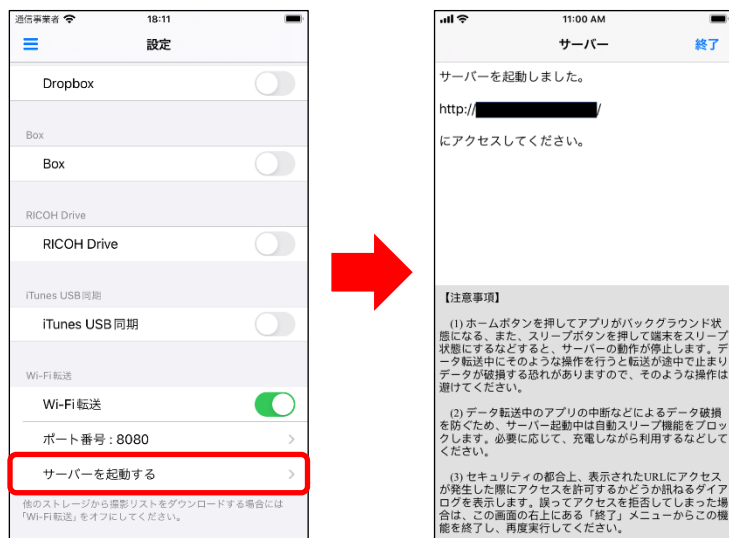 通信事業者
18:11
設定
Dropbox
Box
Box
RICOH Drive
RICOH Drive
iTunes USB同期
iTunes USB同期
Wi-Fi転送
Wi-Fi転送
ポート番号 : 8080
サーバーを起動する
他のストレージから撮影リストをダウンロードする場合には
「Wi-Fi転送」をオフにしてください。
11:00 AM
サーバー
終了
サーバーを起動しました。
http:// /
にアクセスしてください。
【注意事項】
(1) ホームボタンを押してアプリがバックグラウンド状
態になる、また、スリープボタンを押して端末をスリープ
状態にするなどすると、サーバーの動作が停止します。デ
ータ転送中にそのような操作を行うと転送が途中で止まり
データが破損する恐れがありますので、そのような操作は
避けてください。
(2) データ転送中のアプリの中断などによるデータ破損
を防ぐため、サーバー起動中は自動スリープ機能をブロッ
クします。必要に応じて、充電しながら利用するなどして
ください。
(3) セキュリティの都合上、表示されたURLにアクセス
が発生した際にアクセスを許可するかどうか訊ねるダイア
ログを表示します。誤ってアクセスを拒否してしまった場
合は、この画面の右上にある「終了」メニューからこの機
能を終了し、再度実行してください。